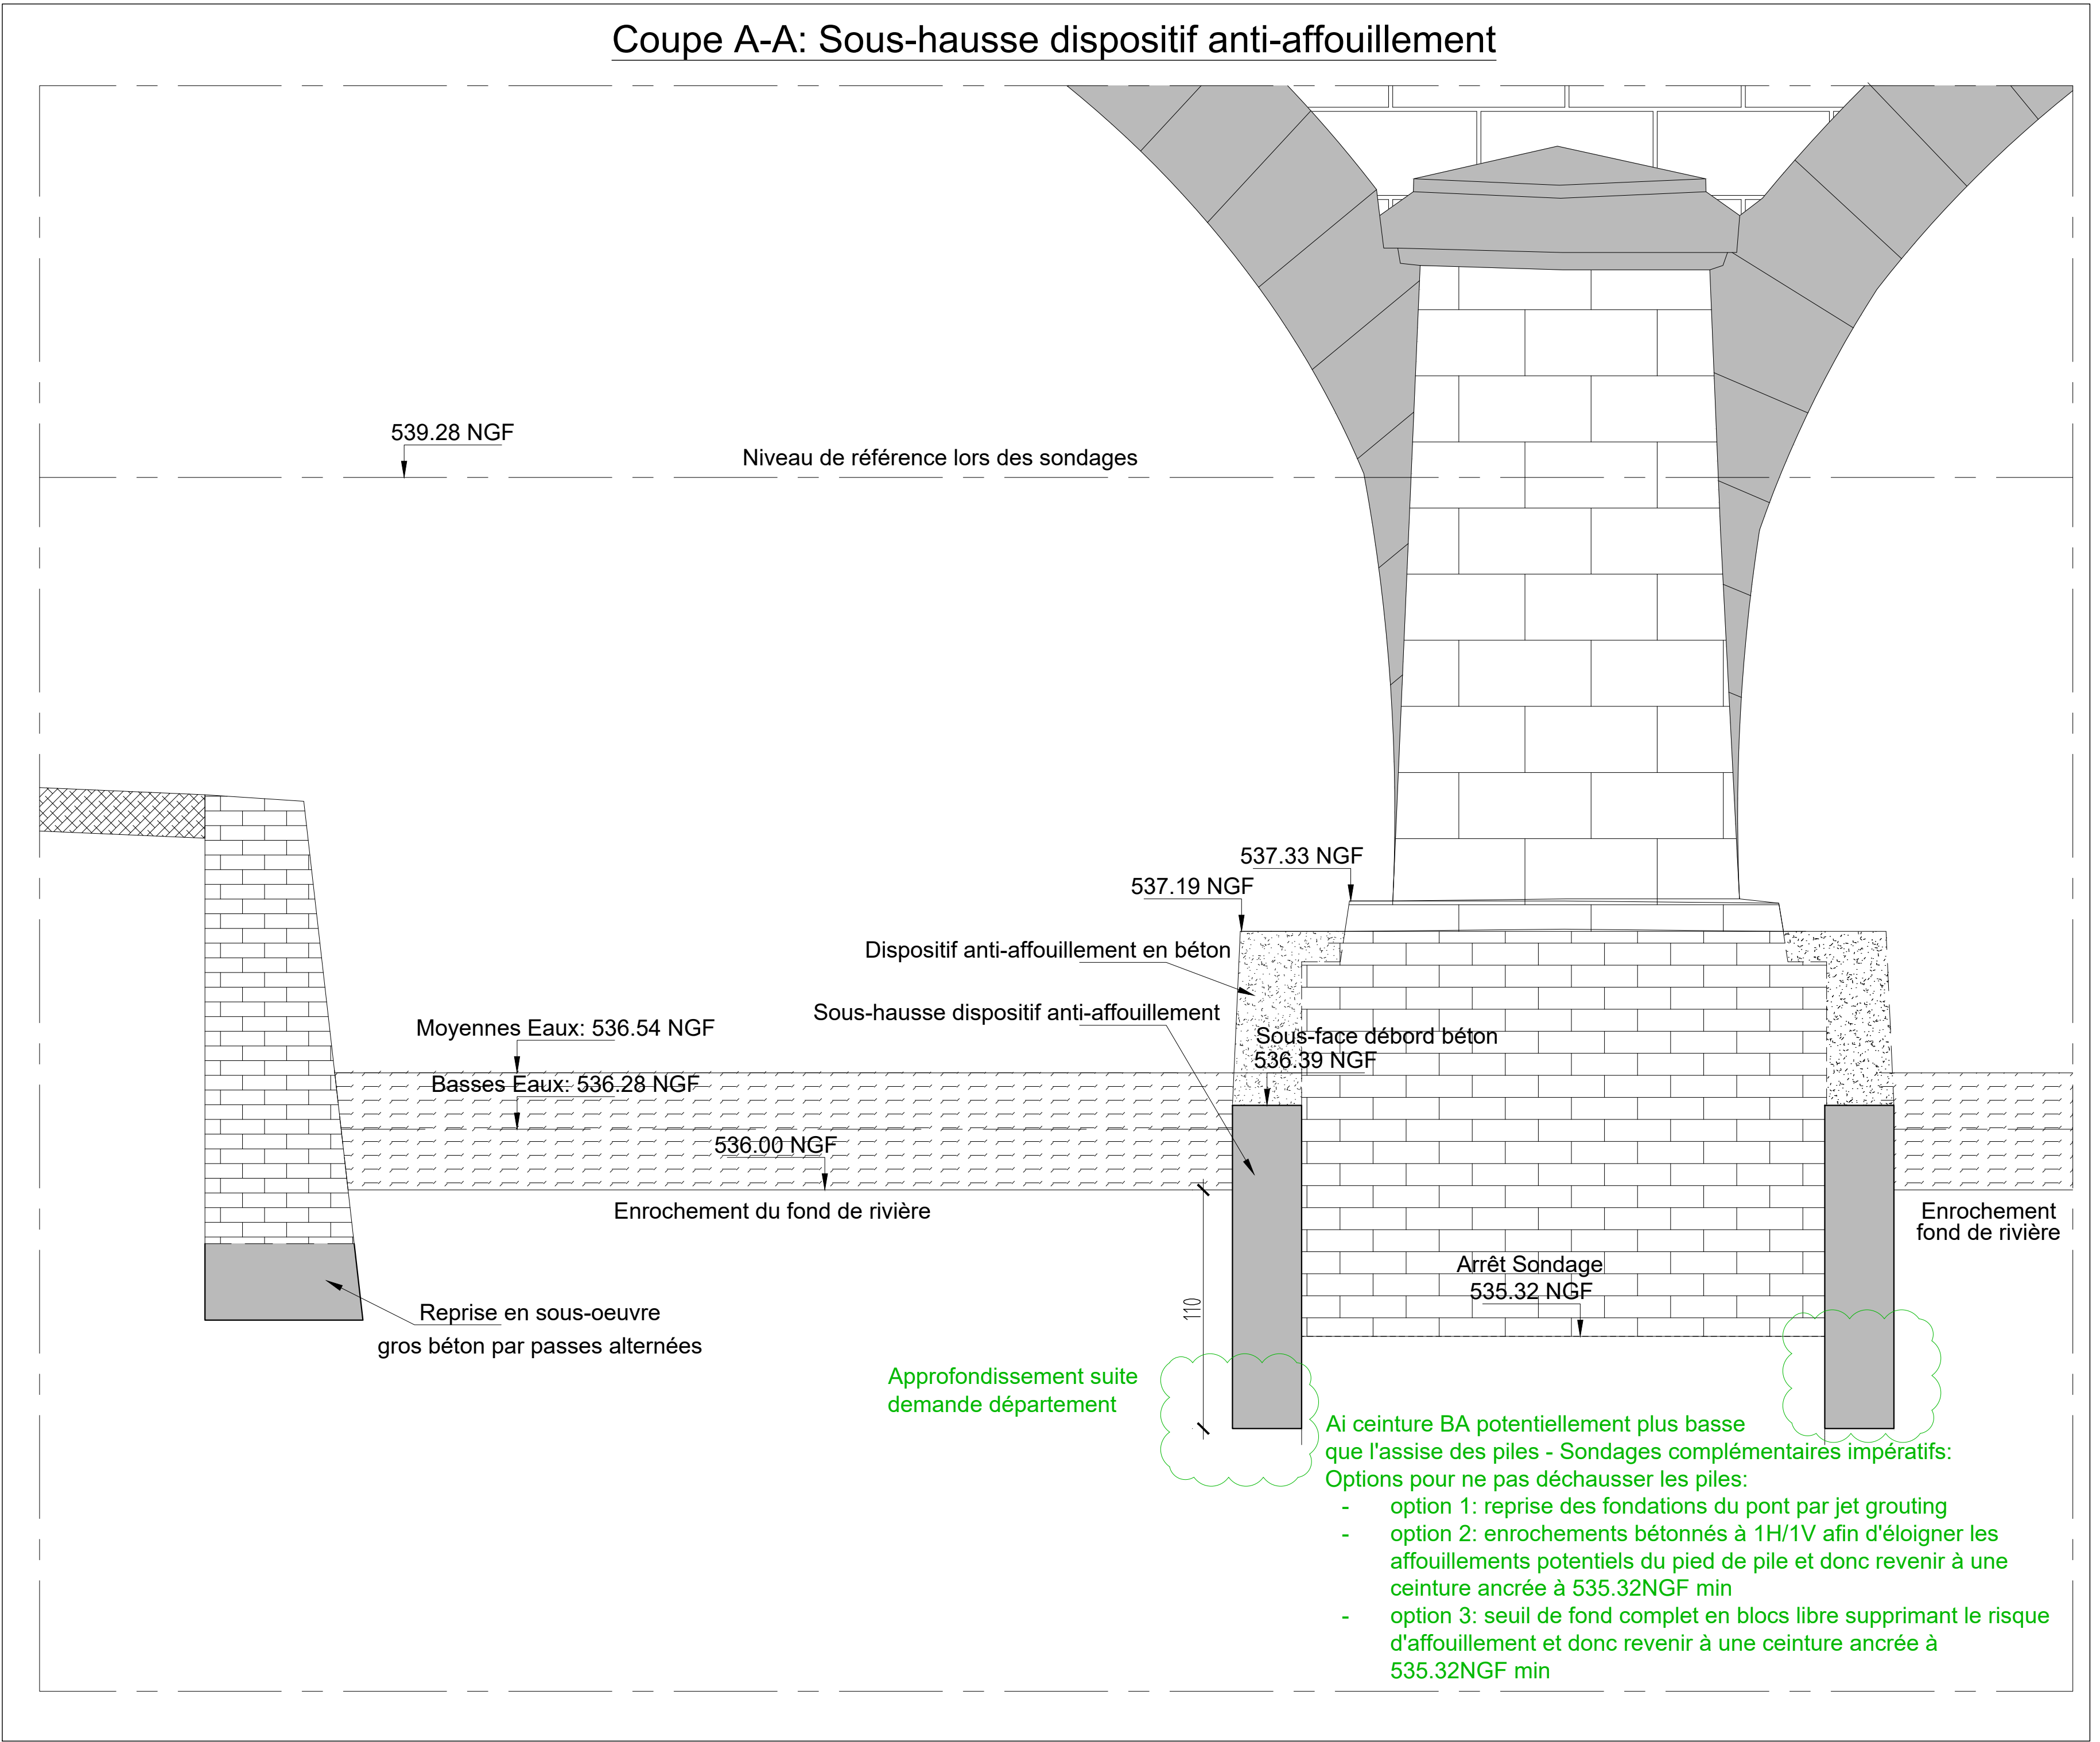 Coupe A-A: Sous-hausse dispositif anti-affouillement
539.28 NGF
Niveau de référence lors des sondages
537.33 NGF
537.19 NGF
Dispositif anti-affouillement en béton
Sous-hausse dispositif anti-affouillement
Moyennes Eaux: 536.54 NGF
Sous-face débord béton
536.39 NGF
Basses Eaux: 536.28 NGF
536.00 NGF
Enrochement du fond de rivière
Enrochement
fond de rivière
Arrêt Sondage
535.32 NGF
110
Reprise en sous-oeuvre
gros béton par passes alternées
Approfondissement suite
demande département
Ai ceinture BA potentiellement plus basse
que l'assise des piles - Sondages complémentaires impératifs:
Options pour ne pas déchausser les piles:
- option 1: reprise des fondations du pont par jet grouting
- option 2: enrochements bétonnés à 1H/1V afin d'éloigner les
affouillements potentiels du pied de pile et donc revenir à une
ceinture ancrée à 535.32NGF min
- option 3: seuil de fond complet en blocs libre supprimant le risque
d'affouillement et donc revenir à une ceinture ancrée à
535.32NGF min